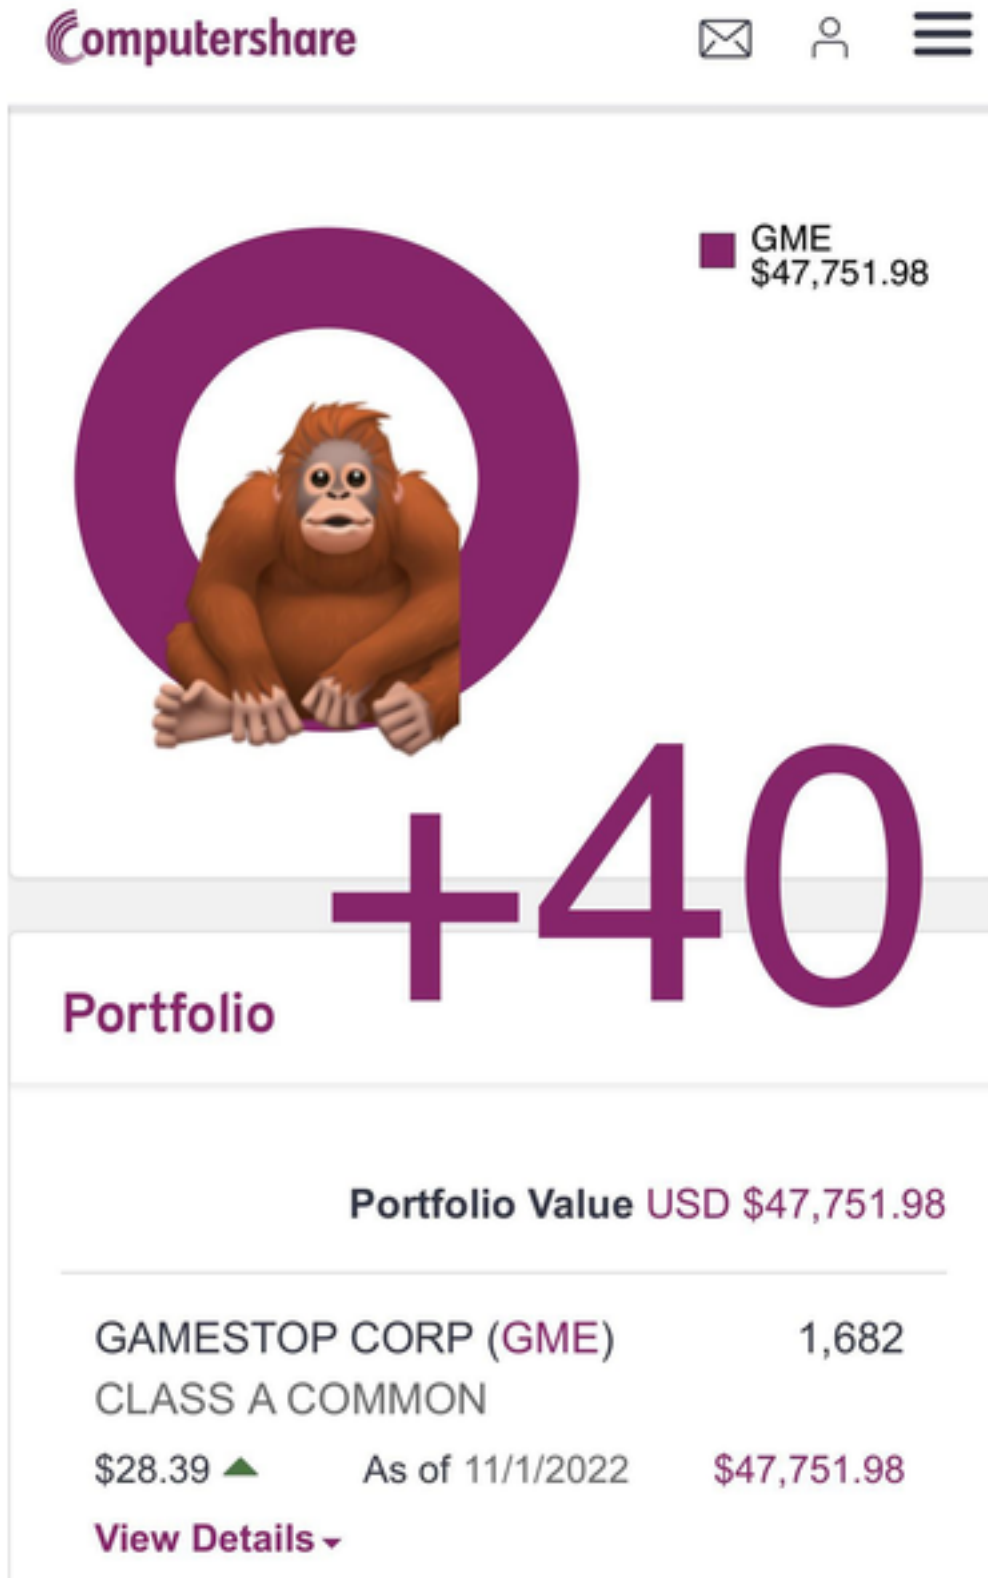 Computershare
GME
$47,751.98
+40
Portfolio
Portfolio Value USD $47,751.98
GAMESTOP CORP (GME) 1,682
CLASS A COMMON
$28.39 As of 11/1/2022 $47,751.98
View Details